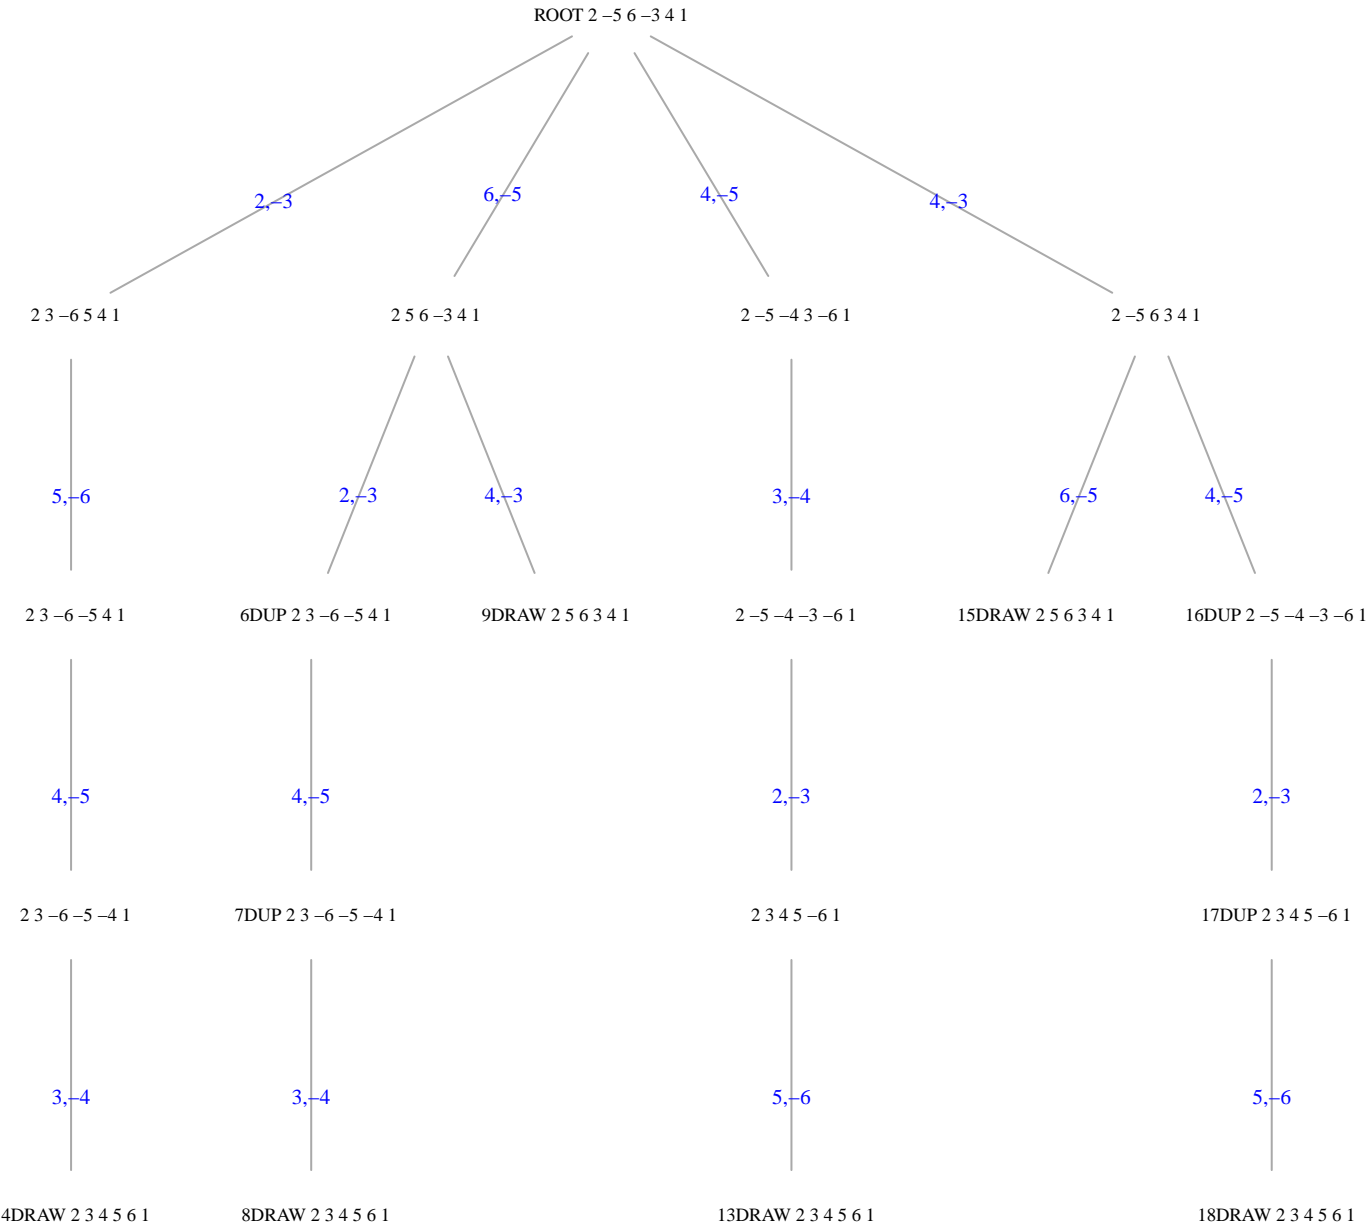 ROOT 2 –5 6 –3 4 1
2,–3
6,–5
4,–5
4,–3
2 3 –6 5 4 1
2 5 6 –3 4 1
2 –5 –4 3 –6 1
2 –5 6 3 4 1
5,–6
2,–3
4,–3
3,–4
6,–5
4,–5
2 3 –6 –5 4 1
6DUP 2 3 –6 –5 4 1
9DRAW 2 5 6 3 4 1
2 –5 –4 –3 –6 1
15DRAW 2 5 6 3 4 1
16DUP 2 –5 –4 –3 –6 1
4,–5
4,–5
2,–3
2,–3
2 3 –6 –5 –4 1
7DUP 2 3 –6 –5 –4 1
2 3 4 5 –6 1
17DUP 2 3 4 5 –6 1
3,–4
3,–4
5,–6
5,–6
4DRAW 2 3 4 5 6 1
8DRAW 2 3 4 5 6 1
13DRAW 2 3 4 5 6 1
18DRAW 2 3 4 5 6 1